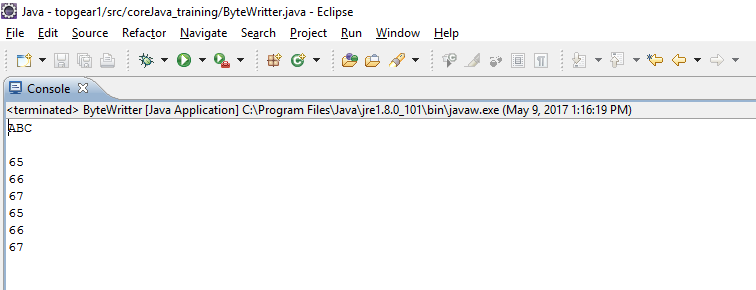 Java - topgear1/src/coreJava_training/ByteWritter.java - Eclipse
File Edit Source Refactor Navigate Search Project Run Window Help
Console
<terminated> ByteWritter [Java Application] C:\Program Files\Java\jre1.8.0_101\bin\javaw.exe (May 9, 2017 1:16:19 PM)
ABC
65
66
67
65
66
67